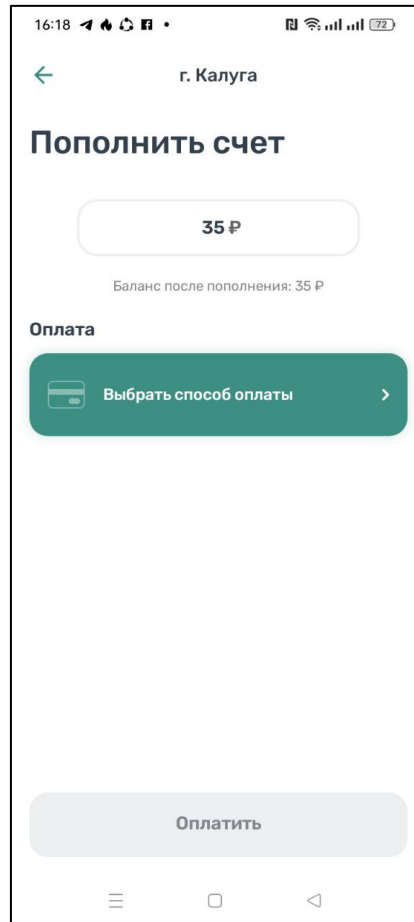 16:18
72
г. Калуга
Пополнить счет
35 ₽
Баланс после пополнения: 35 ₽
Оплата
Выбрать способ оплаты
Оплатить